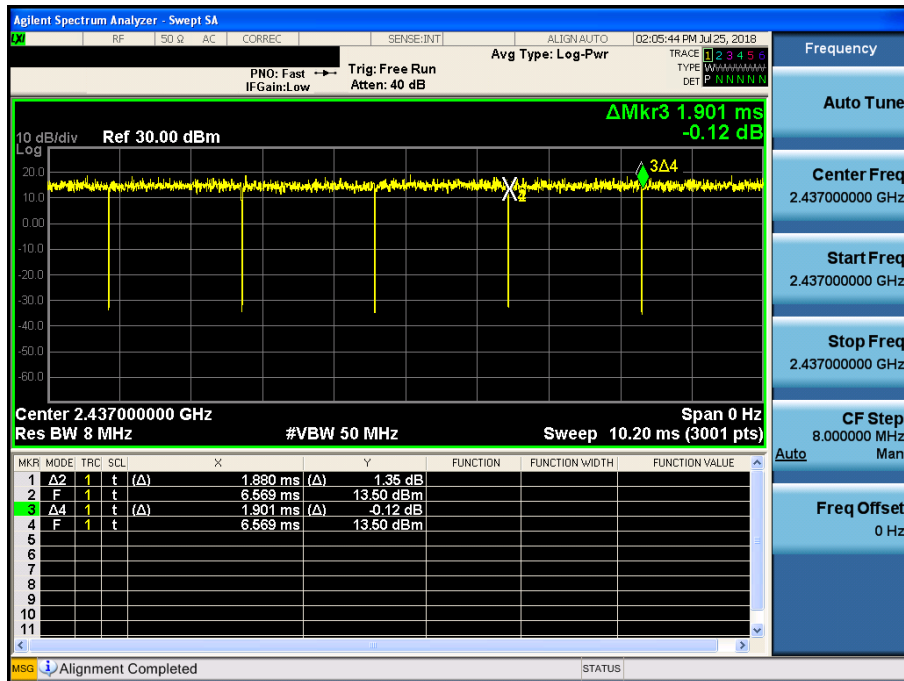 Agilent Spectrum Analyzer - Swept SA
LXI RF 50 Ω AC CORREC SENSE:INT ALIGN AUTO 02:05:44 PM Jul 25, 2018
PNO: Fast Trig: Free Run Avg Type: Log-Pwr TRACE 1 2 3 4 5 6
IFGain:Low Atten: 40 dB TYPE WWWWWW
DET P N N N N N
ΔMkr3 1.901 ms
-0.12 dB
10 dB/div Ref 30.00 dBm
Log
20.0
10.0
0.00
-10.0
-20.0
-30.0
-40.0
-50.0
-60.0
3Δ4
Center 2.437000000 GHz Span 0 Hz
Res BW 8 MHz #VBW 50 MHz Sweep 10.20 ms (3001 pts)
MKR MODE TRC SCL X Y FUNCTION FUNCTION WIDTH FUNCTION VALUE
1 Δ2 1 t (Δ) 1.880 ms (Δ) 1.35 dB
2 F 1 t 6.569 ms 13.50 dBm
3 Δ4 1 t (Δ) 1.901 ms (Δ) -0.12 dB
4 F 1 t 6.569 ms 13.50 dBm
5
6
7
8
9
10
11
MSG Alignment Completed STATUS
Frequency
Auto Tune
Center Freq
2.437000000 GHz
Start Freq
2.437000000 GHz
Stop Freq
2.437000000 GHz
CF Step
8.000000 MHz
Auto Man
Freq Offset
0 Hz